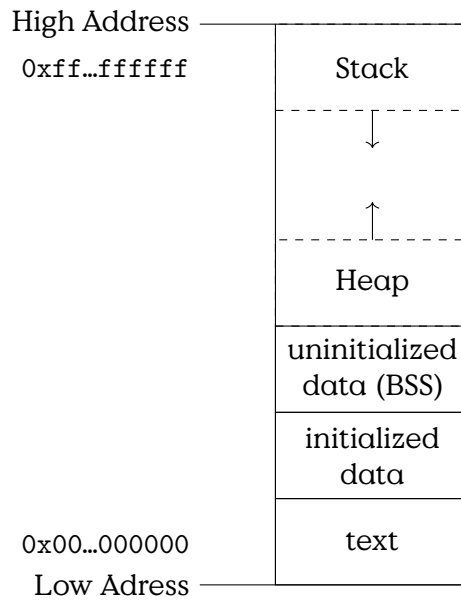 High Address
0xff…ffffff
Stack
Heap
uninitialized
data (BSS)
initialized
data
0x00…000000
text
Low Adress